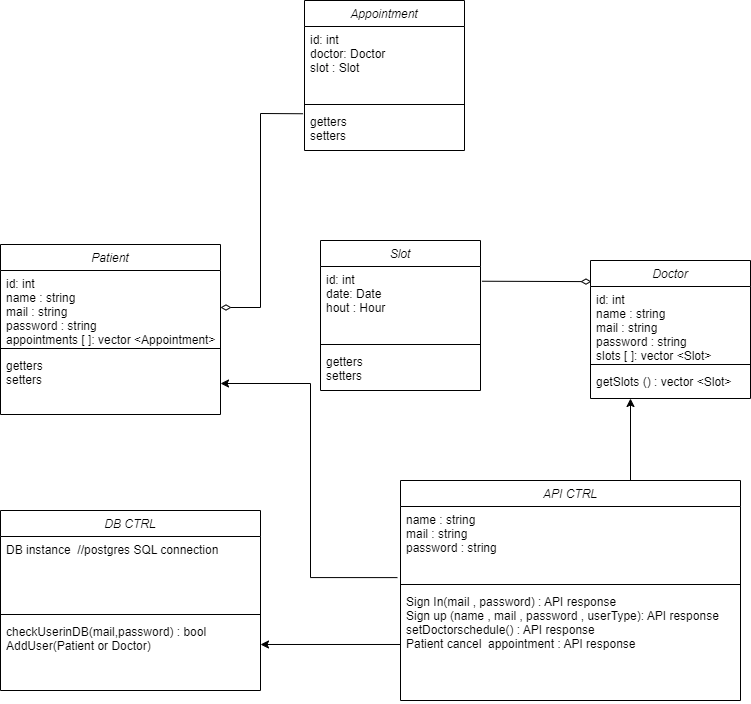 Appointment
id: int
doctor: Doctor
slot : Slot
getters
setters
Patient
id: int
name : string
mail : string
password : string
appointments [ ]: vector <Appointment>
getters
setters
Slot
id: int
date: Date
hout : Hour
getters
setters
Doctor
id: int
name : string
mail : string
password : string
slots [ ]: vector <Slot>
getSlots () : vector <Slot>
DB CTRL
DB instance  //postgres SQL connection
checkUserinDB(mail,password) : bool
AddUser(Patient or Doctor)
API CTRL
name : string
mail : string
password : string
Sign In(mail , password) : API response
Sign up (name , mail , password , userType): API response
setDoctorschedule() : API response
Patient cancel  appointment : API response